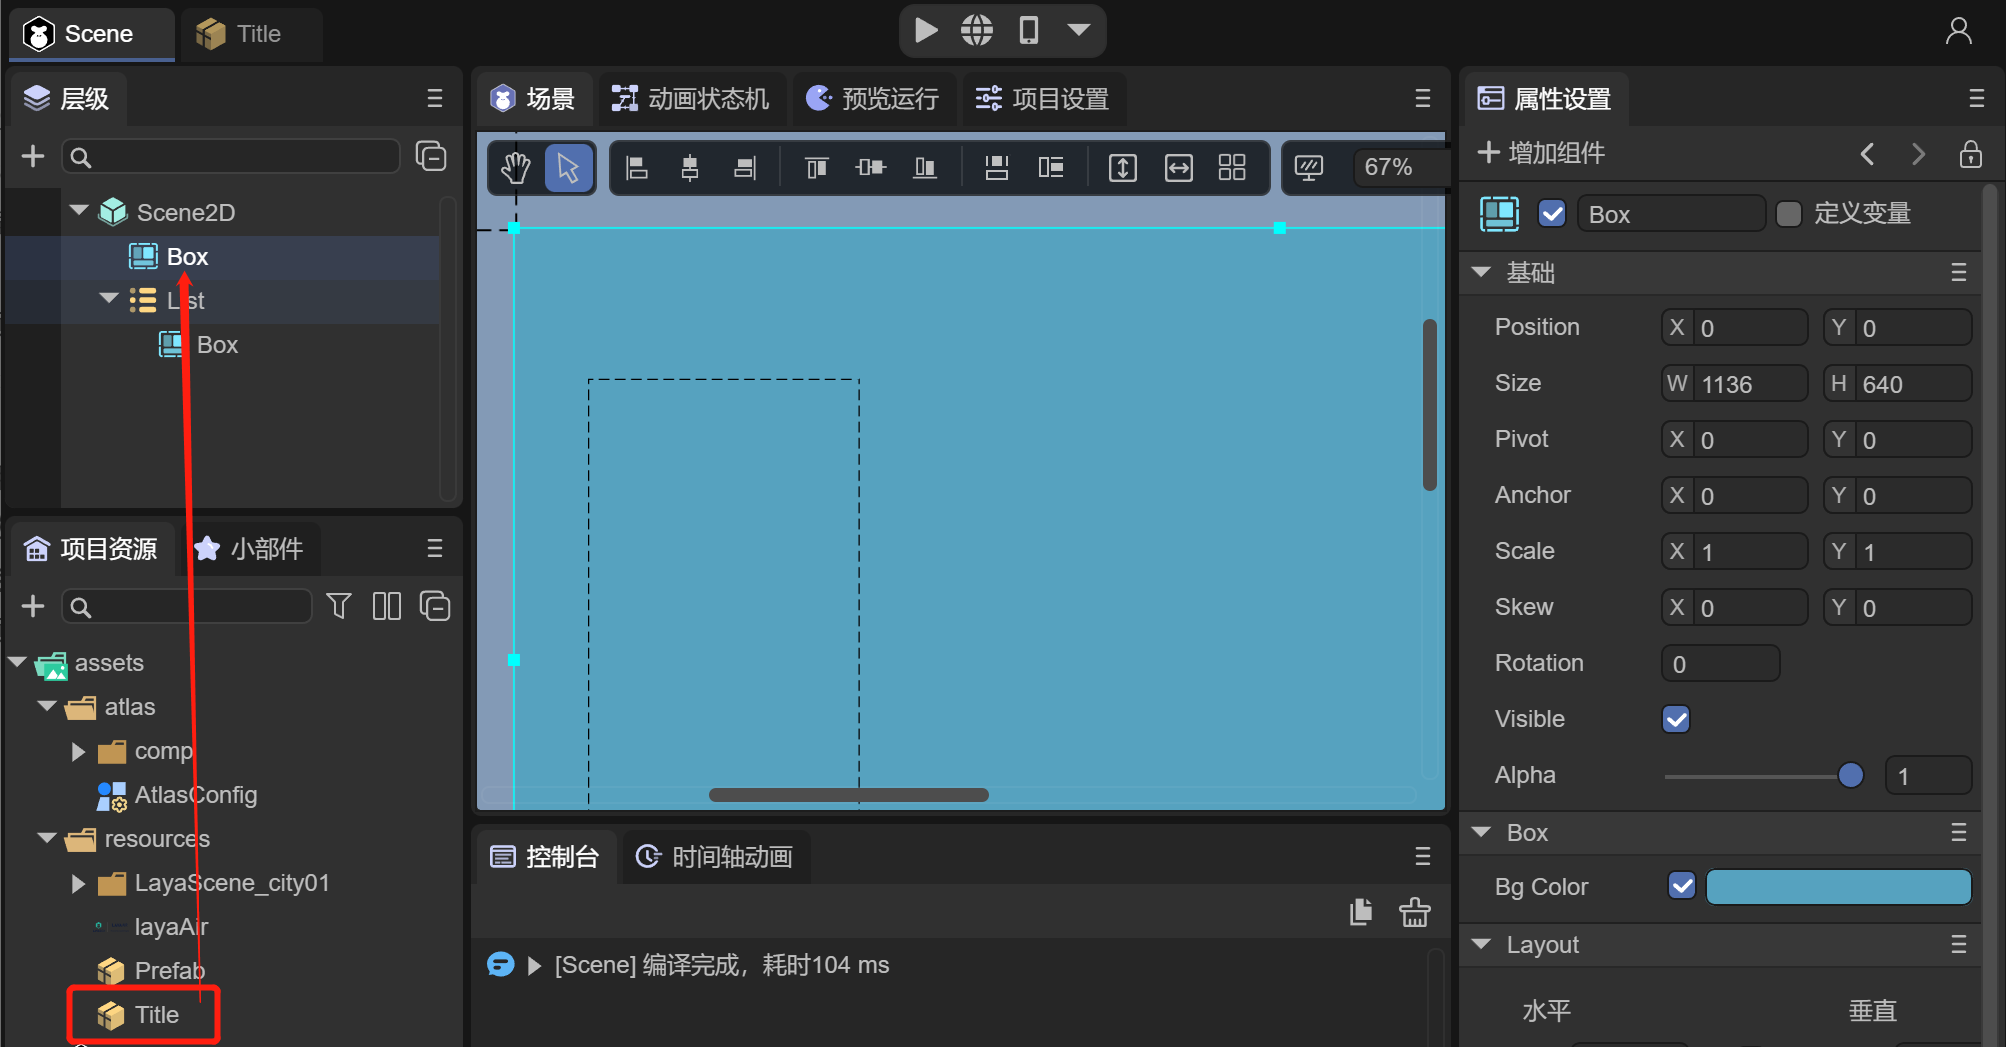 Scene
Title
层级
Scene2D
Box
List
Box
项目资源
小部件
assets
atlas
comp
AtlasConfig
resources
LayaScene_city01
layaAir
Prefab
Title
场景
动画状态机
预览运行
项目设置
67%
控制台
时间轴动画
[Scene] 编译完成，耗时104 ms
属性设置
增加组件
Box
定义变量
基础
Position X 0 Y 0
Size W 1136 H 640
Pivot X 0 Y 0
Anchor X 0 Y 0
Scale X 1 Y 1
Skew X 0 Y 0
Rotation 0
Visible
Alpha 1
Box
Bg Color
Layout
水平 垂直